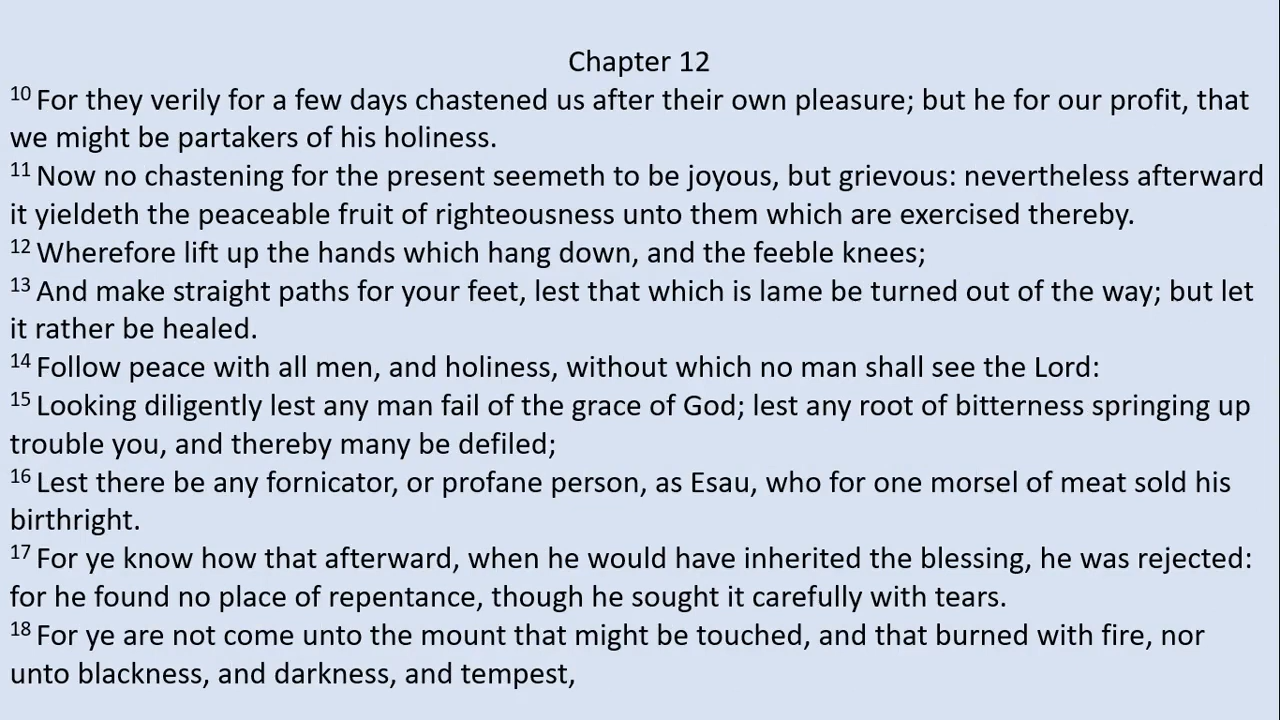 Chapter 12
10 For they verily for a few days chastened us after their own pleasure; but he for our profit, that
we might be partakers of his holiness.
11 Now no chastening for the present seemeth to be joyous, but grievous: nevertheless afterward
it yieldeth the peaceable fruit of righteousness unto them which are exercised thereby.
12 Wherefore lift up the hands which hang down, and the feeble knees;
13 And make straight paths for your feet, lest that which is lame be turned out of the way; but let
it rather be healed.
14 Follow peace with all men, and holiness, without which no man shall see the Lord:
15 Looking diligently lest any man fail of the grace of God; lest any root of bitterness springing up
trouble you, and thereby many be defiled;
16 Lest there be any fornicator, or profane person, as Esau, who for one morsel of meat sold his
birthright.
17 For ye know how that afterward, when he would have inherited the blessing, he was rejected:
for he found no place of repentance, though he sought it carefully with tears.
18 For ye are not come unto the mount that might be touched, and that burned with fire, nor
unto blackness, and darkness, and tempest,